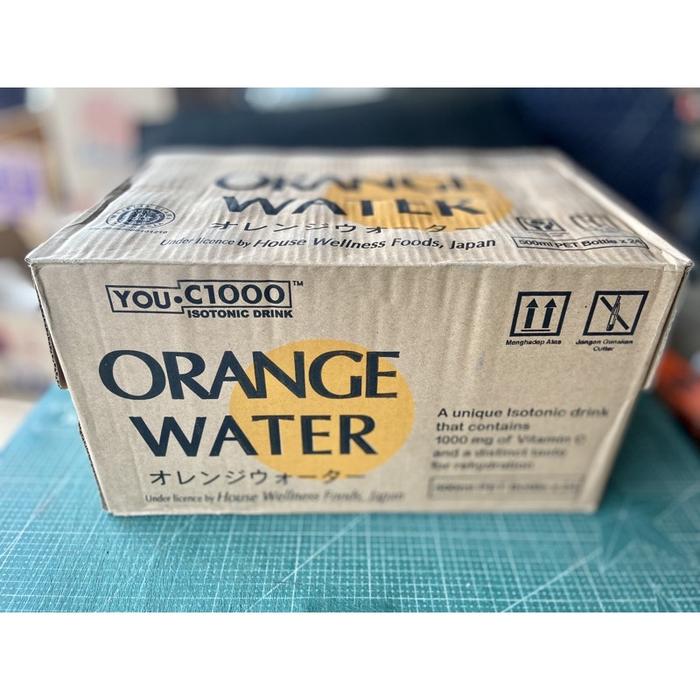 ORANGE
WATER
オレンジウォーター
Under licence by House Wellness Foods, Japan
500ml PET Bottle x 24
YOU•C1000™
ISOTONIC DRINK
Menghadap Atas
Jangan Gunakan
Cutter
ORANGE
WATER
オレンジウォーター
Under licence by House Wellness Foods, Japan
A unique Isotonic drink
that contains
1000 mg of Vitamin C
and a distinct taste
for rehydration